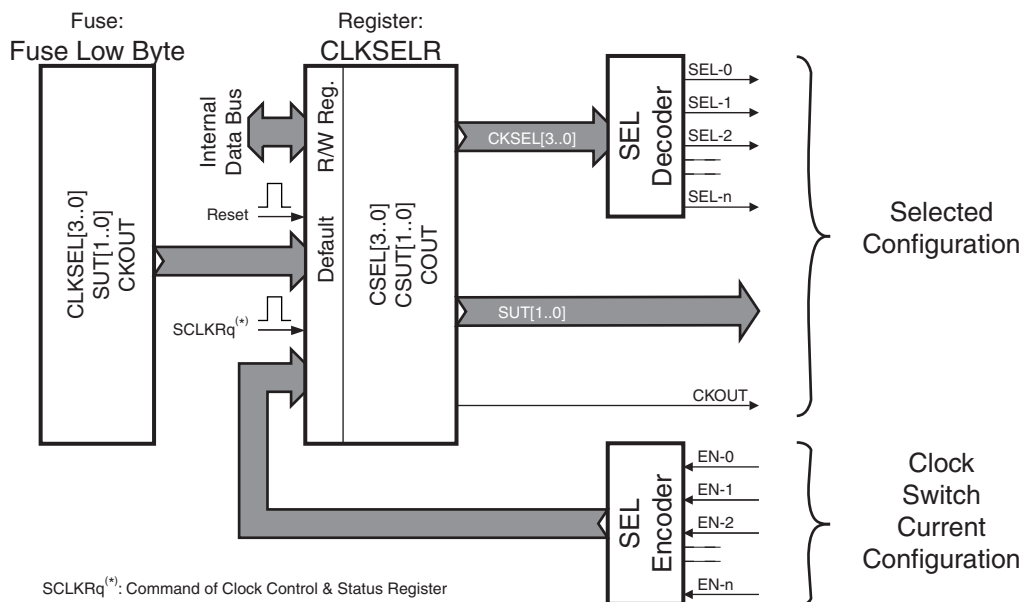 Fuse:
Fuse Low Byte
CLKSEL[3..0]
SUT[1..0]
CKOUT
Register:
CLKSELR
Internal
Data Bus
R/W Reg.
Reset
Default
SCLKRq(*)
CSEL[3..0]
CSUT[1..0]
COUT
CKSEL[3..0]
SUT[1..0]
CKOUT
SEL
Decoder
SEL-0
SEL-1
SEL-2
SEL-n
Selected
Configuration
SEL
Encoder
EN-0
EN-1
EN-2
EN-n
Clock
Switch
Current
Configuration
SCLKRq(*): Command of Clock Control & Status Register